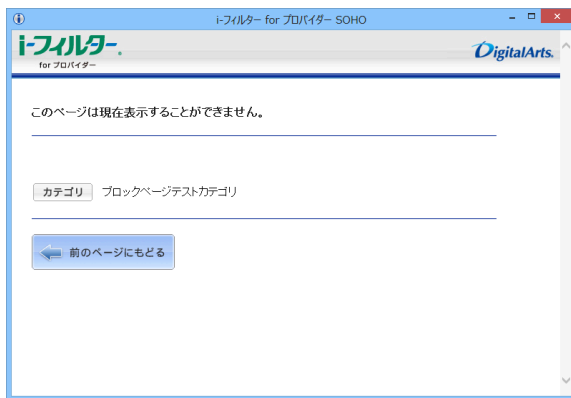 i-フィルター for プロバイダー SOHO
i-フィルター.
for プロバイダー
DigitalArts.
このページは現在表示することができません。
カテゴリ ブロックページテストカテゴリ
前のページにもどる